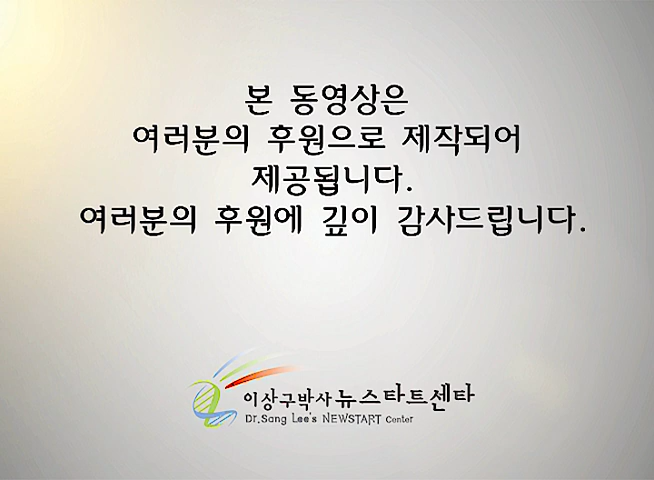 본 동영상은
여러분의 후원으로 제작되어
제공됩니다.
여러분의 후원에 깊이 감사드립니다.
이상구박사 뉴스타트센타
Dr.Sang Lee's NEWSTART Center